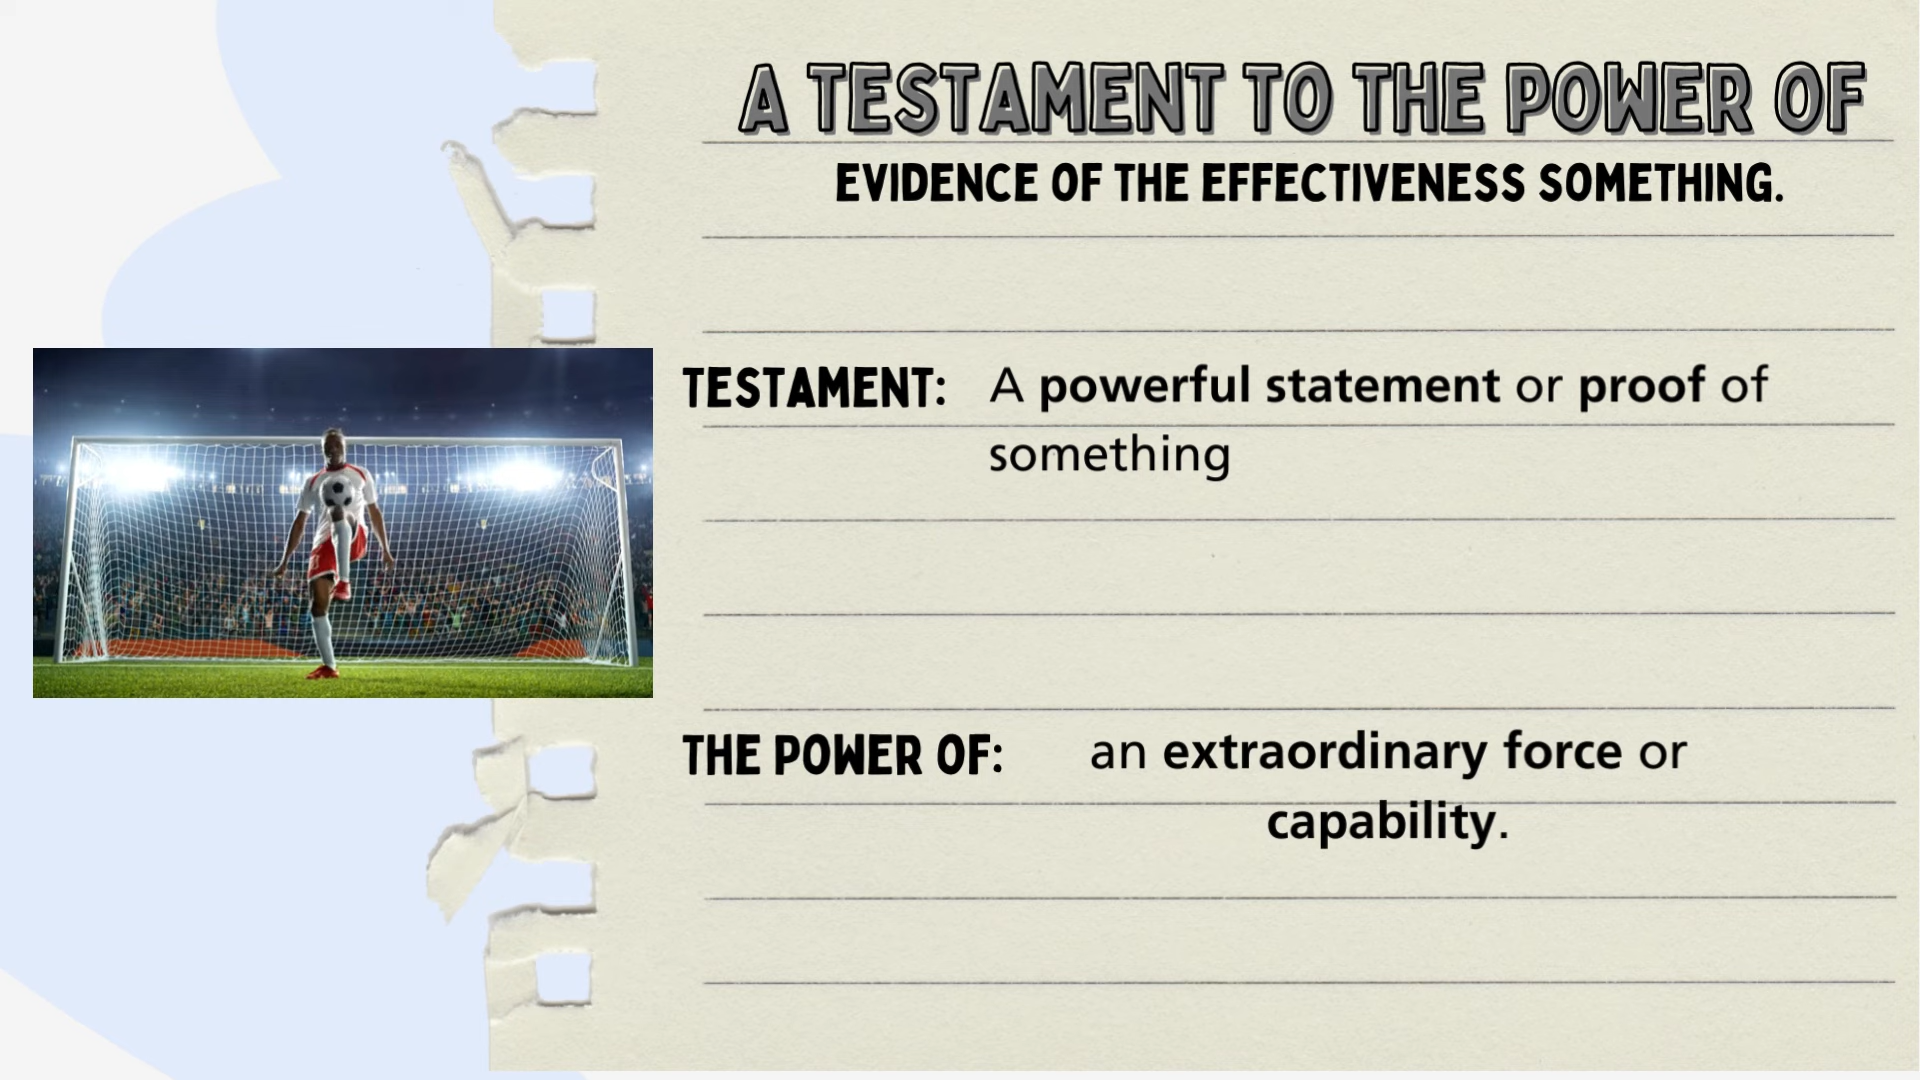 A TESTAMENT TO THE POWER OF
EVIDENCE OF THE EFFECTIVENESS SOMETHING.
TESTAMENT: A powerful statement or proof of
something
THE POWER OF: an extraordinary force or
capability.